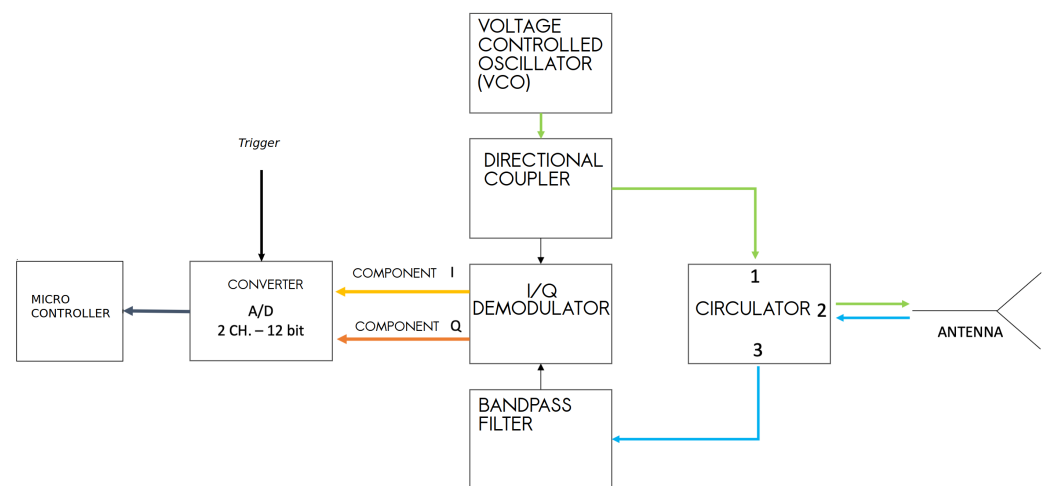 VOLTAGE
CONTROLLED
OSCILLATOR
(VCO)
Trigger
DIRECTIONAL
COUPLER
MICRO
CONTROLLER
CONVERTER
A/D
2 CH. – 12 bit
COMPONENT I
COMPONENT Q
I/Q
DEMODULATOR
1
CIRCULATOR 2
3
ANTENNA
BANDPASS
FILTER